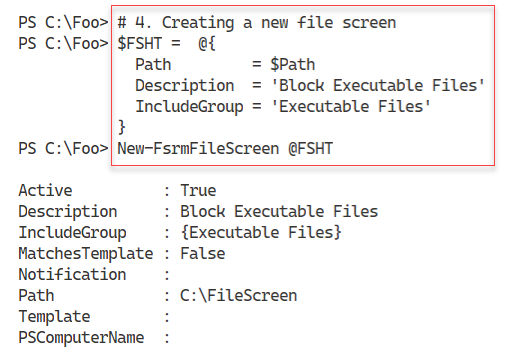 PS C:\Foo> # 4. Creating a new file screen
PS C:\Foo> $FSHT =  @{
  Path         = $Path
  Description  = 'Block Executable Files'
  IncludeGroup = 'Executable Files'
}
PS C:\Foo> New-FsrmFileScreen @FSHT
Active          : True
Description     : Block Executable Files
IncludeGroup    : {Executable Files}
MatchesTemplate : False
Notification    :
Path            : C:\FileScreen
Template        :
PSComputerName  :